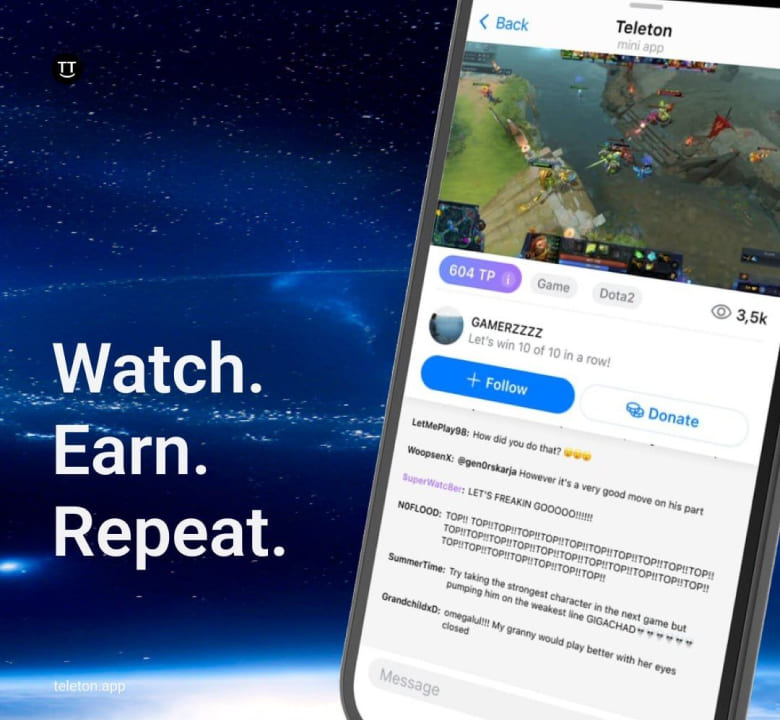 TT
Watch.
Earn.
Repeat.
teleton.app
Back
Teleton
mini app
604 TP i
Game
Dota2
3,5k
GAMERZZZZ
Let's win 10 of 10 in a row!
+ Follow
Donate
LetMePlay98: How did you do that? 😀😀😀
WoopsenX: @gen0rskarja However it's a very good move on his part
SuperWatcBer: LET'S FREAKIN GOOOOO!!!!!!
N0FLOOD: TOP!! TOP!!TOP!!TOP!!TOP!!TOP!!TOP!!TOP!!TOP!!TOP!!TOP!!
TOP!!TOP!!TOP!!TOP!!TOP!!TOP!!TOP!!TOP!!TOP!!TOP!!TOP!!
TOP!!TOP!!TOP!!TOP!!TOP!!TOP!!TOP!!
SummerTime: Try taking the strongest character in the next game but
pumping him on the weakest line GIGACHAD
GrandchildxD: omegalul!!! My granny would play better with her eyes
closed
Message